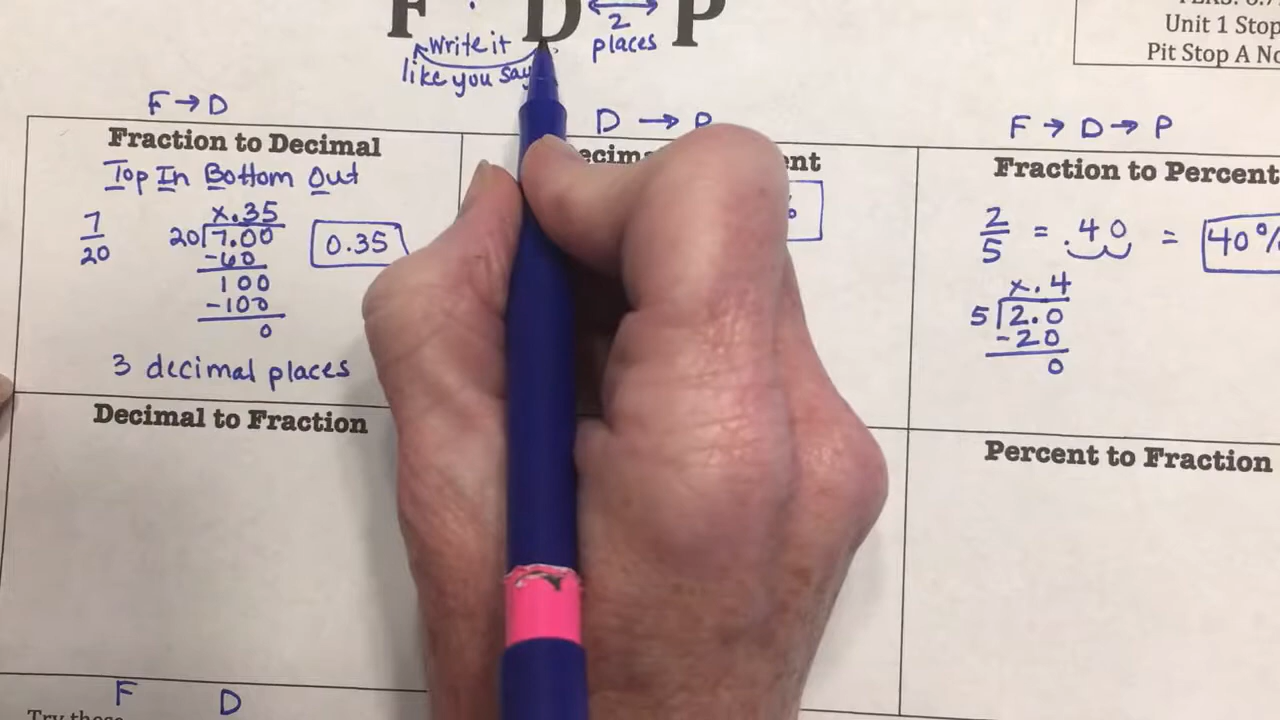 F D P
2
Write it
places
like you say
Unit 1 Stop
Pit Stop A
F → D
D → P
F → D → P
Fraction to Decimal
Fraction to Percent
Top In Bottom Out
7/20
x.35
20 7.00
-60
100
-100
0
0.35
2/5 = .40 = 40%
x.4
5 2.0
-20
0
3 decimal places
Decimal to Fraction
Percent to Fraction
F D
Try these